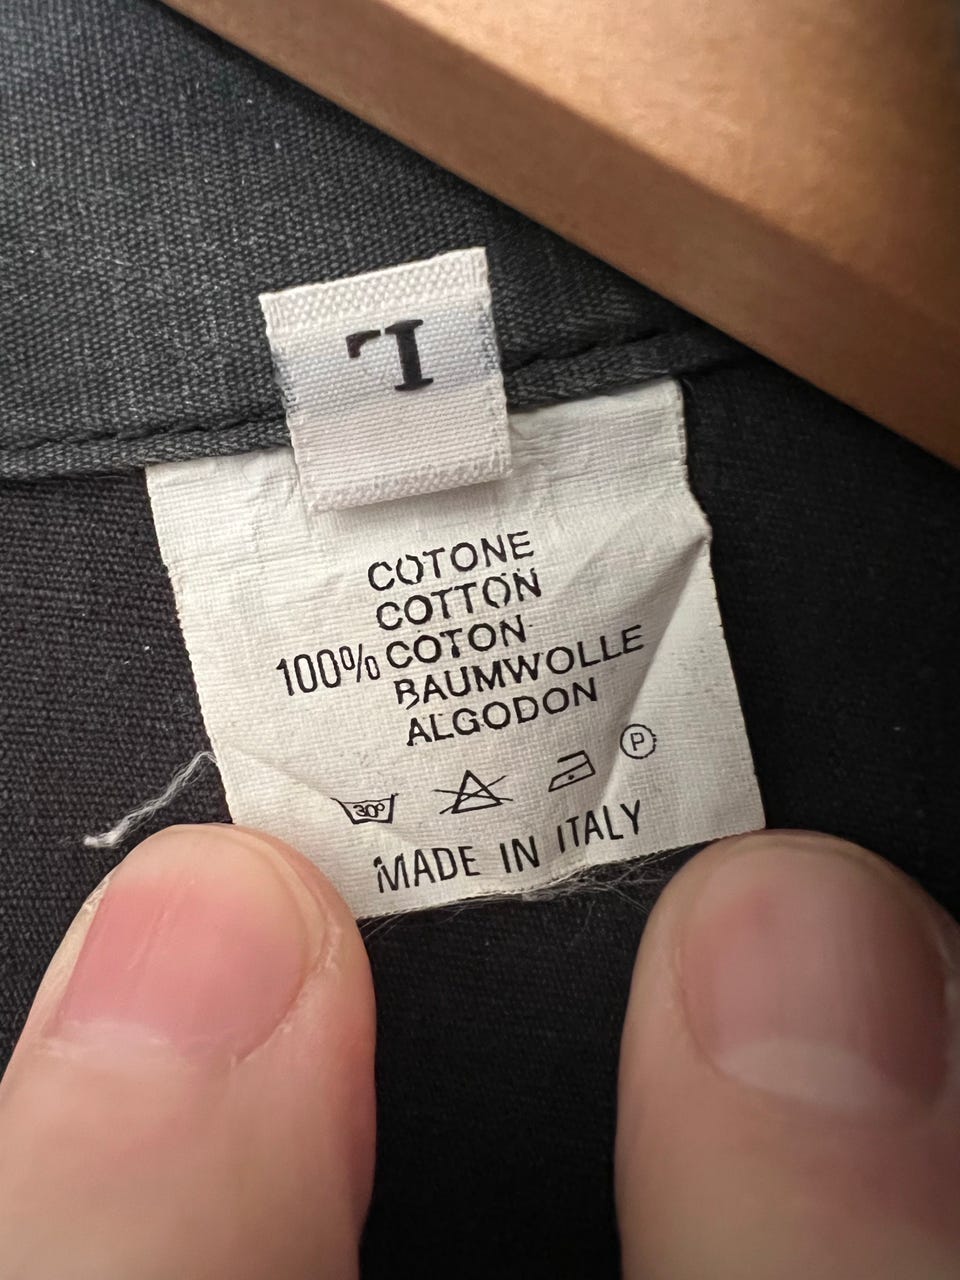 L
COTONE
COTTON
100% COTON
BAUMWOLLE
ALGODON
30° P
MADE IN ITALY